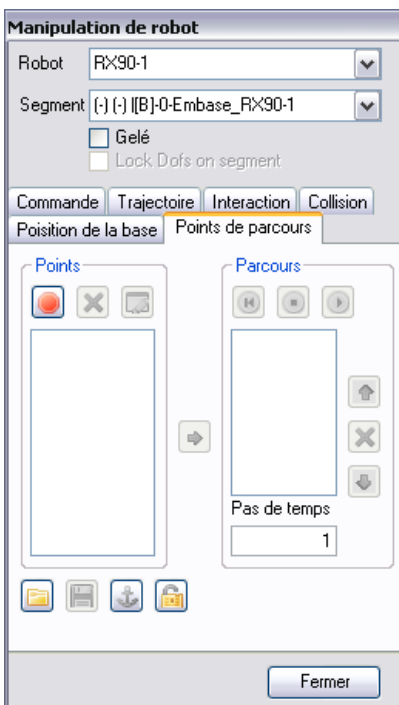 Manipulation de robot
Robot RX90-1
Segment (-) (-) I[B]-0-Embase_RX90-1
Gelé
Lock Dofs on segment
Commande Trajectoire Interaction Collision
Poisition de la base Points de parcours
Points Parcours
Pas de temps
1
Fermer